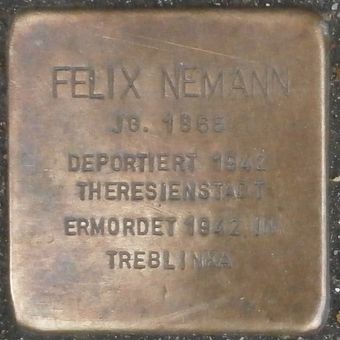 FELIX NEMANN
JG. 1868
DEPORTIERT 1942
THERESIENSTADT
ERMORDET 1942 IN
TREBLINKA